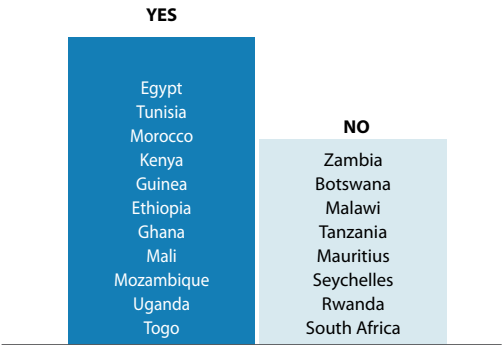 YES
Egypt
Tunisia
Morocco
Kenya
Guinea
Ethiopia
Ghana
Mali
Mozambique
Uganda
Togo
NO
Zambia
Botswana
Malawi
Tanzania
Mauritius
Seychelles
Rwanda
South Africa